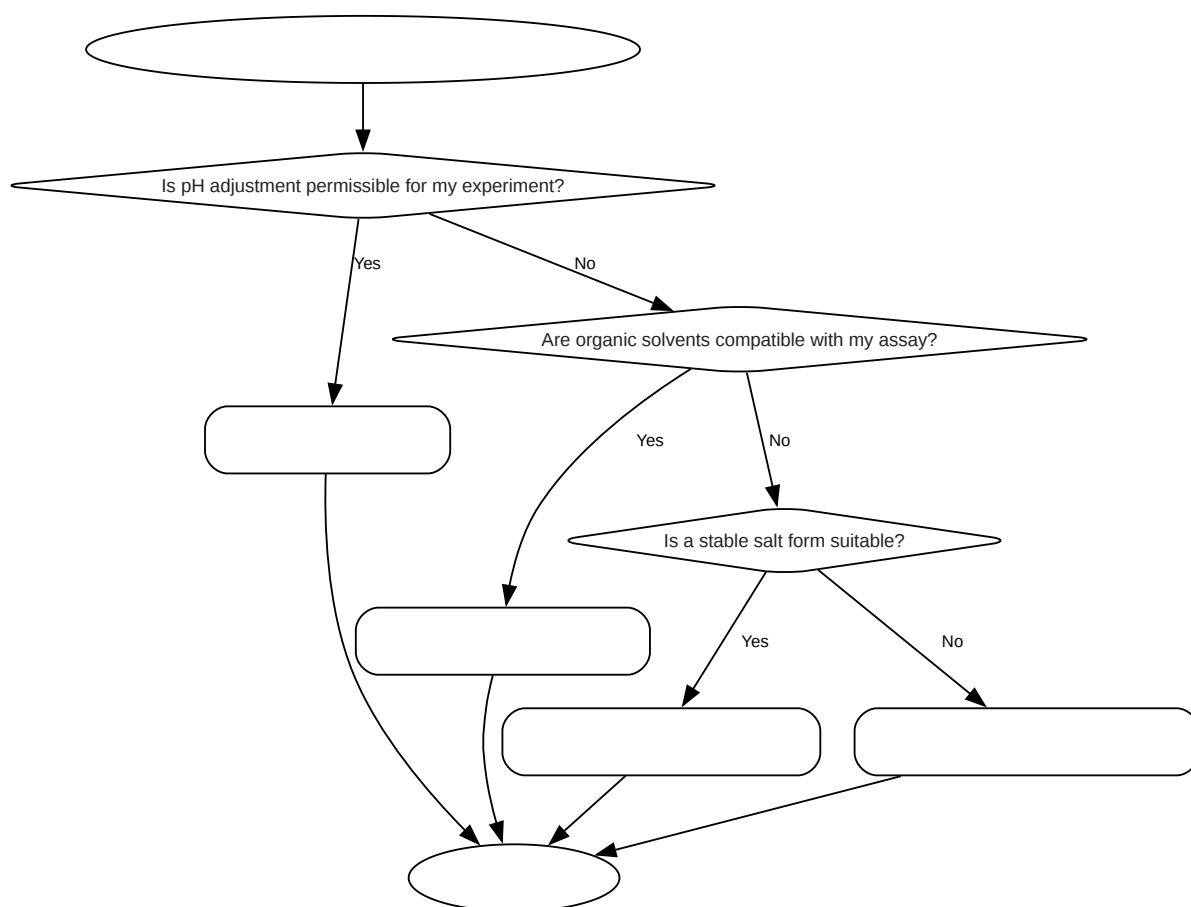 Is pH adjustment permissible for my experiment?
Yes
No
Are organic solvents compatible with my assay?
Yes
No
Is a stable salt form suitable?
Yes
No